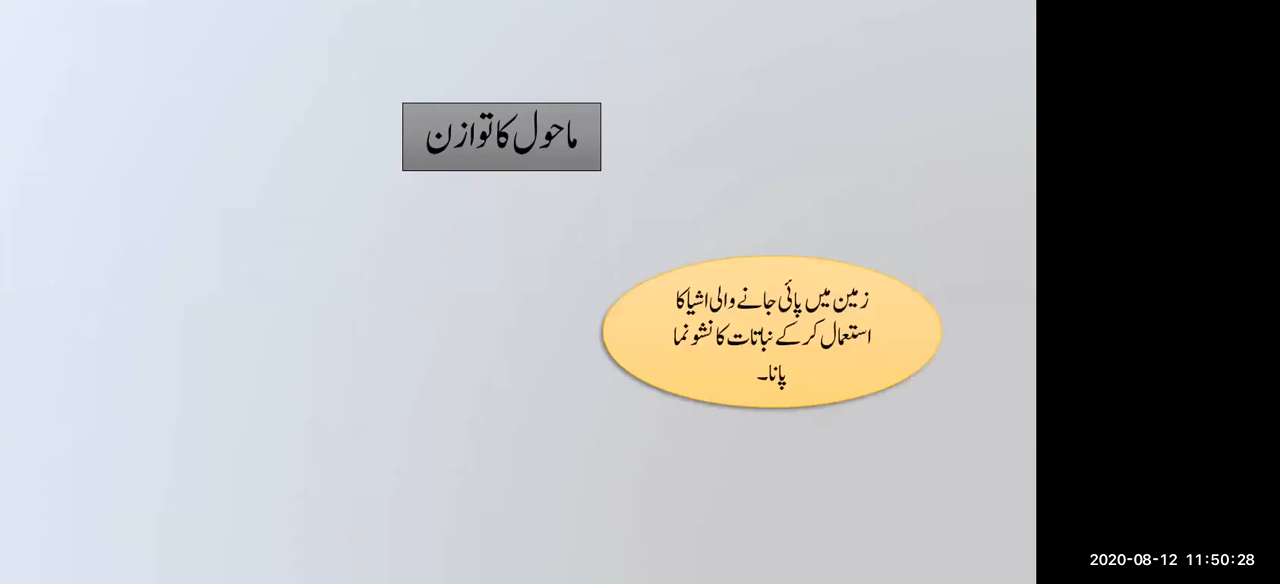 ماحول کا توازن
زمین میں پائی جانے والی اشیا کا
استعمال کر کے نباتات کا نشو نما
پانا۔
2020-08-12 11:50:28